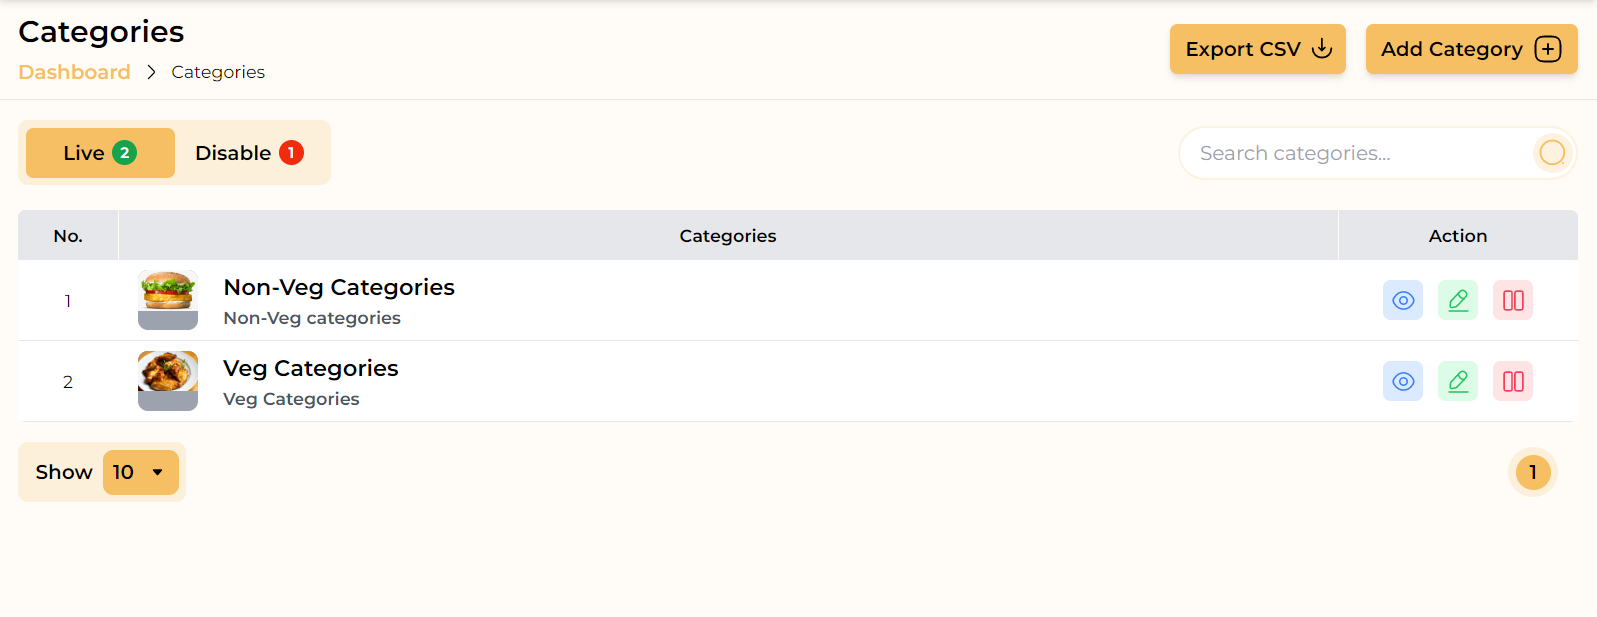 Categories
Dashboard > Categories
Export CSV
Add Category
Live 2
Disable 1
Search categories...
No. Categories Action
1 Non-Veg Categories
Non-Veg categories
2 Veg Categories
Veg Categories
Show 10
1